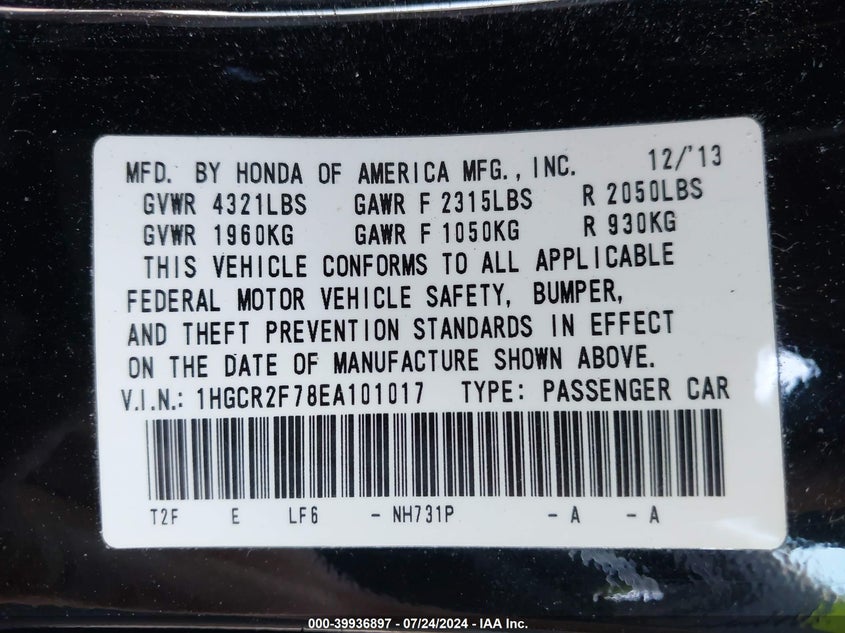 MFD. BY HONDA OF AMERICA MFG., INC. 12/'13
GVWR 4321LBS GAWR F 2315LBS R 2050LBS
GVWR 1960KG GAWR F 1050KG R 930KG
THIS VEHICLE CONFORMS TO ALL APPLICABLE
FEDERAL MOTOR VEHICLE SAFETY, BUMPER,
AND THEFT PREVENTION STANDARDS IN EFFECT
ON THE DATE OF MANUFACTURE SHOWN ABOVE.
V.I.N.: 1HGCR2F78EA101017 TYPE: PASSENGER CAR
T2F E LF6 - NH731P - A - A
000-39936897 - 07/24/2024 - IAA Inc.